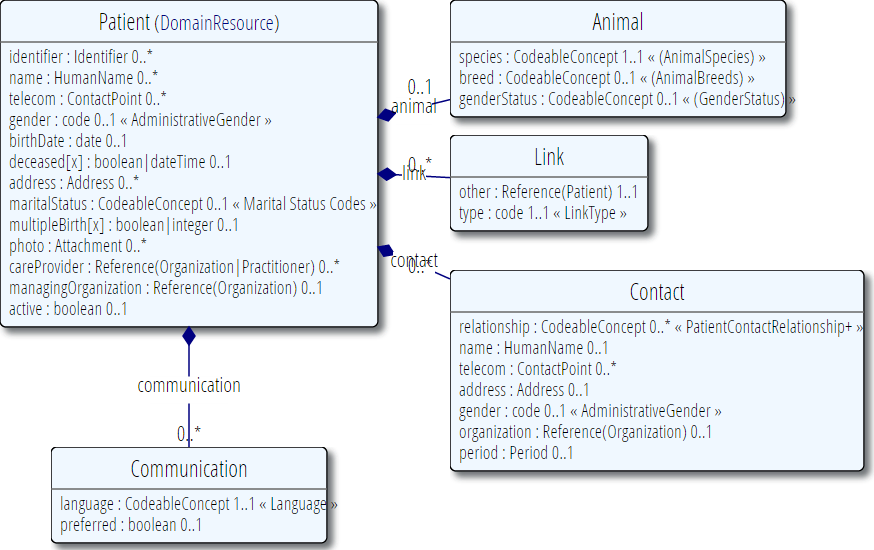 Patient (DomainResource)
identifier : Identifier 0..*
name : HumanName 0..*
telecom : ContactPoint 0..*
gender : code 0..1 « AdministrativeGender »
birthDate : date 0..1
deceased[x] : boolean|dateTime 0..1
address : Address 0..*
maritalStatus : CodeableConcept 0..1 « Marital Status Codes »
multipleBirth[x] : boolean|integer 0..1
photo : Attachment 0..*
careProvider : Reference(Organization|Practitioner) 0..*
managingOrganization : Reference(Organization) 0..1
active : boolean 0..1
0..1
animal
Animal
species : CodeableConcept 1..1 « (AnimalSpecies) »
breed : CodeableConcept 0..1 « (AnimalBreeds) »
genderStatus : CodeableConcept 0..1 « (GenderStatus) »
0..*
link
Link
other : Reference(Patient) 1..1
type : code 1..1 « LinkType »
contact
0..*
Contact
relationship : CodeableConcept 0..* « PatientContactRelationship+ »
name : HumanName 0..1
telecom : ContactPoint 0..*
address : Address 0..1
gender : code 0..1 « AdministrativeGender »
organization : Reference(Organization) 0..1
period : Period 0..1
communication
0..*
Communication
language : CodeableConcept 1..1 « Language »
preferred : boolean 0..1